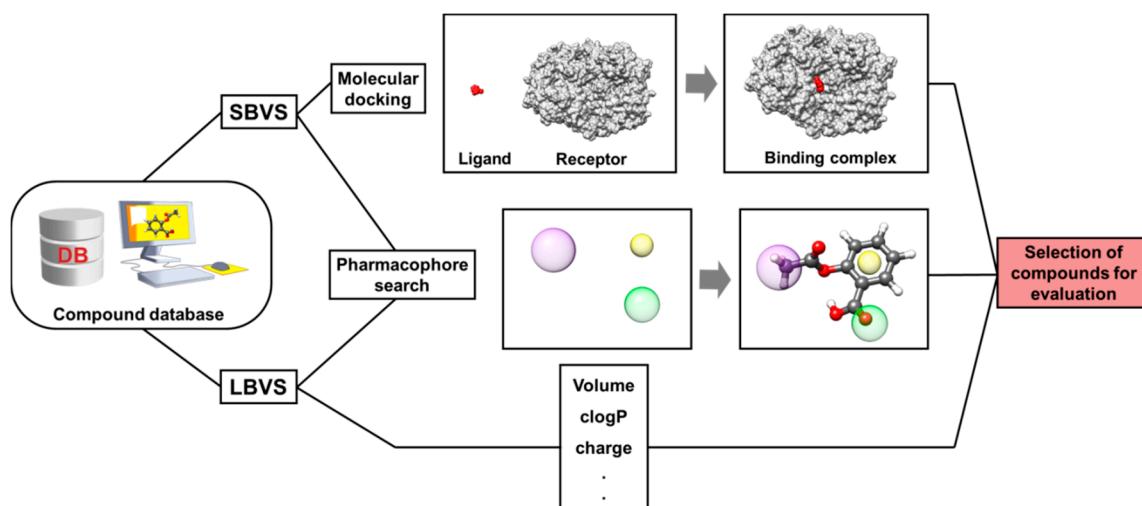 Molecular
docking
SBVS
Ligand
Receptor
Binding complex
DB
Compound database
Pharmacophore
search
Selection of
compounds for
evaluation
LBVS
Volume
clogP
charge
.
.